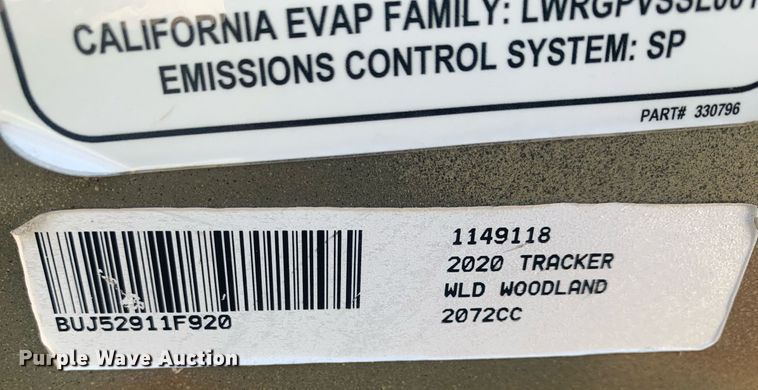 CALIFORNIA EVAP FAMILY:
EMISSIONS CONTROL SYSTEM: SP
PART# 330796
1149118
2020 TRACKER
WLD WOODLAND
2072CC
BUJ52911F920
Purple Wave Auction